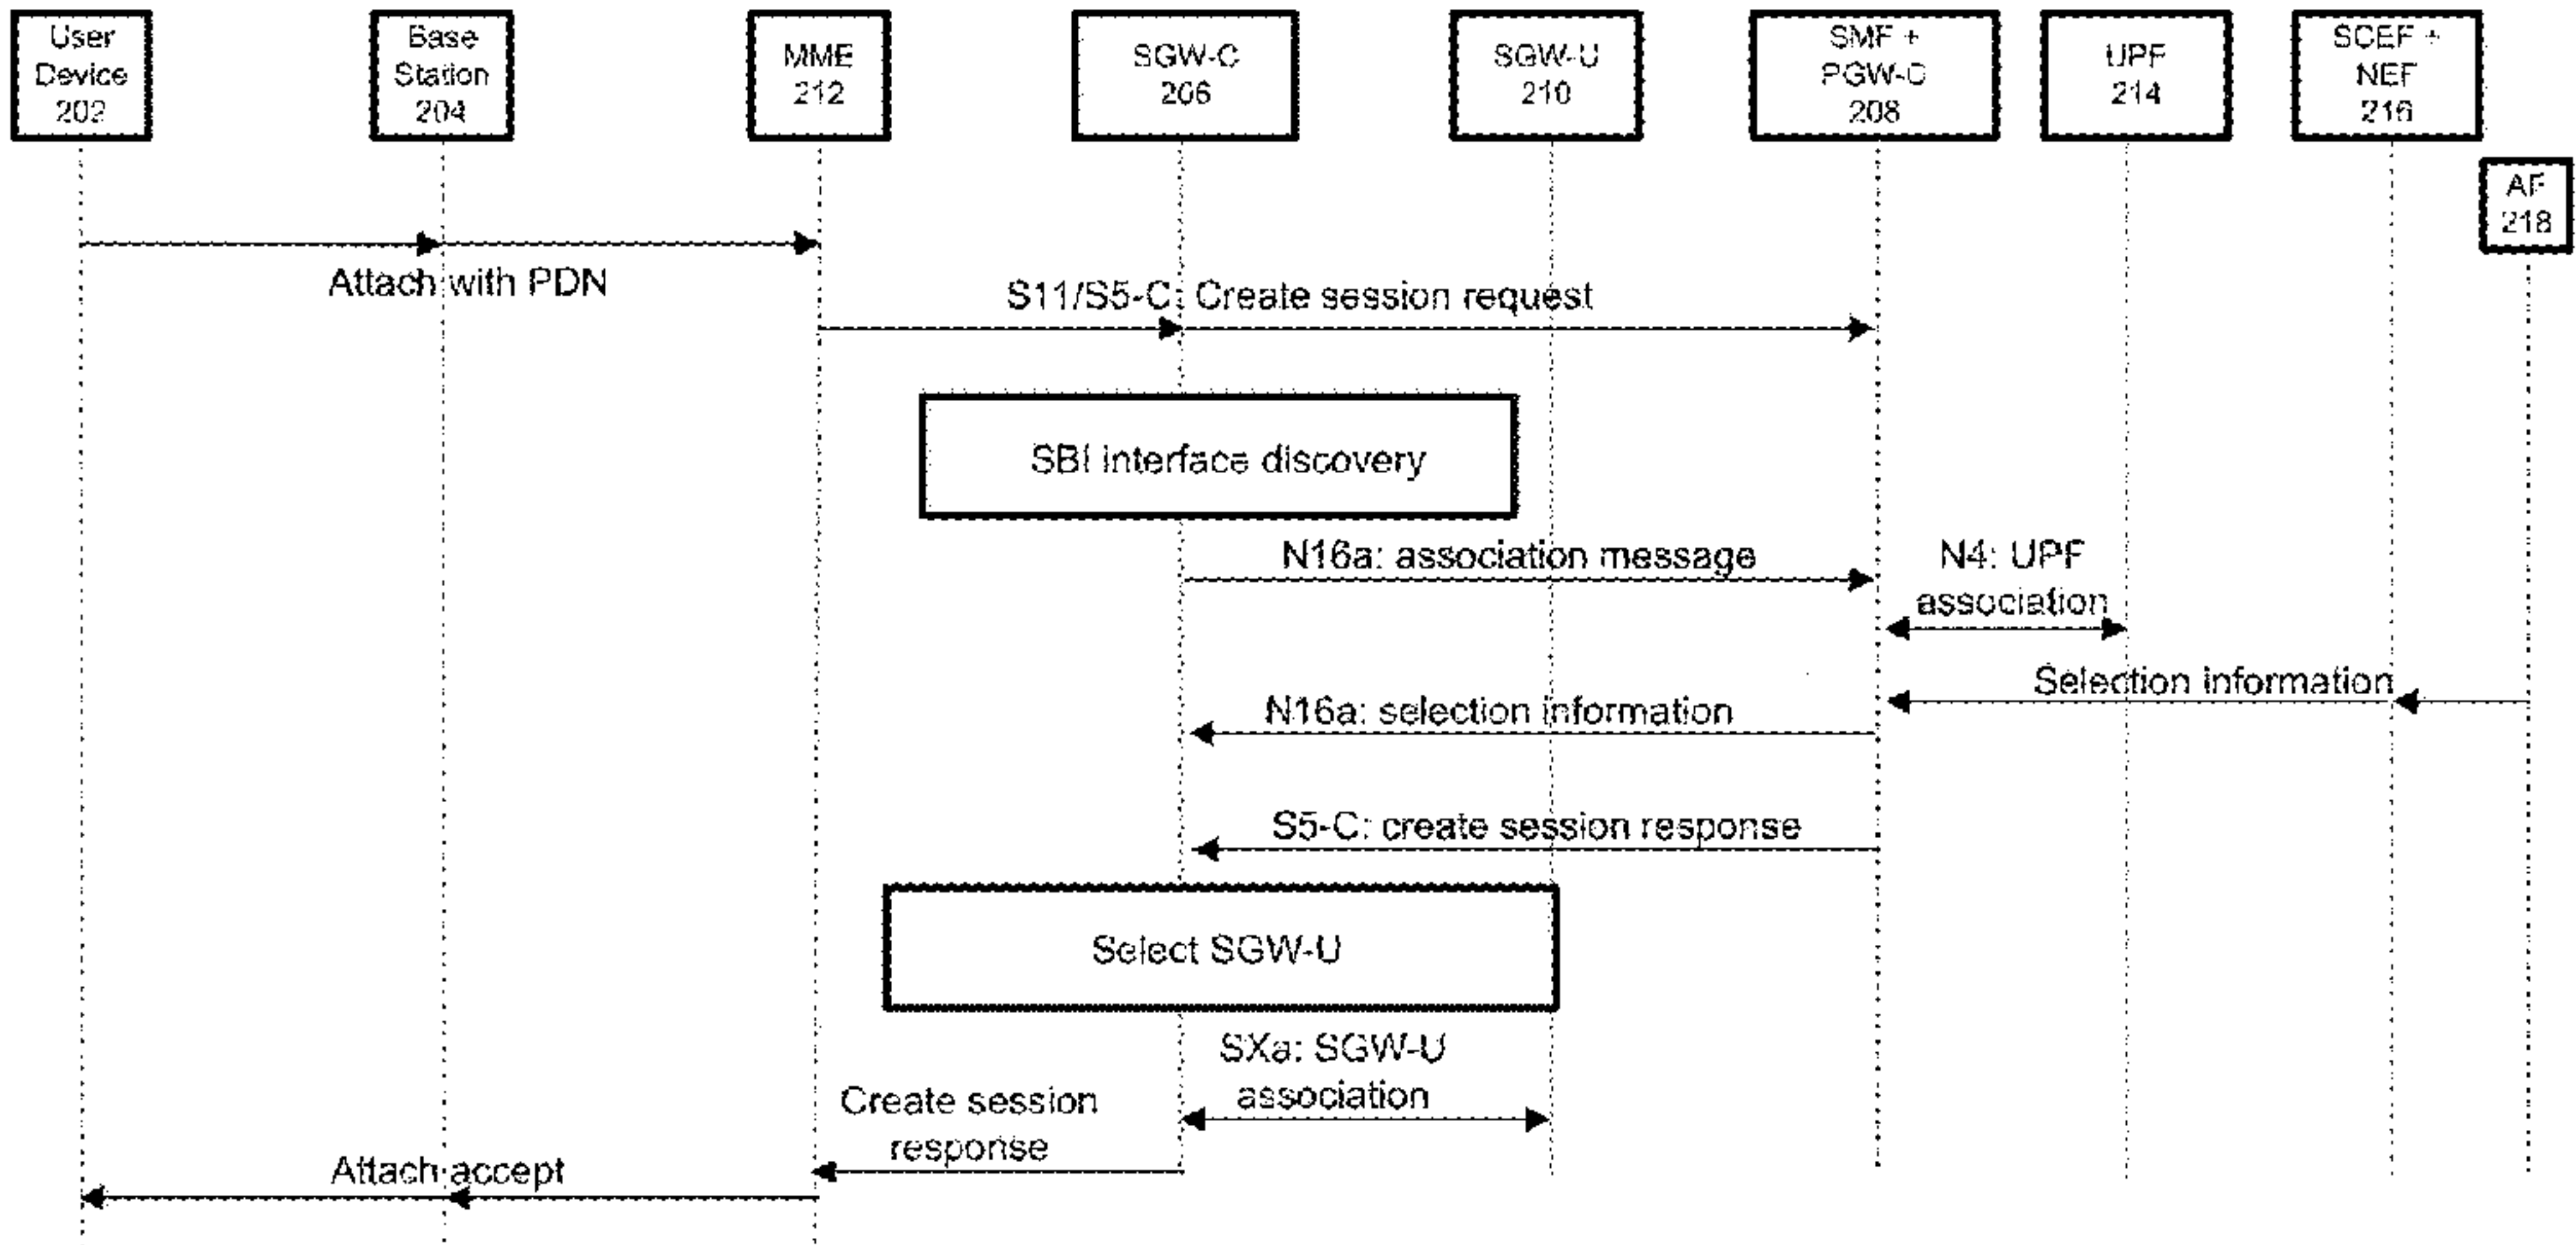 User
Device
202
Base
Station
204
MME
212
SGW-C
206
SGW-U
210
SMF +
PGW-C
208
UPF
214
SCEF +
NEF
216
AF
218
Attach with PDN
S11/S5-C: Create session request
SBI interface discovery
N16a: association message
N4: UPF
association
Selection information
N16a: selection information
S5-C: create session response
Select SGW-U
SXa: SGW-U
association
Create session
response
Attach accept